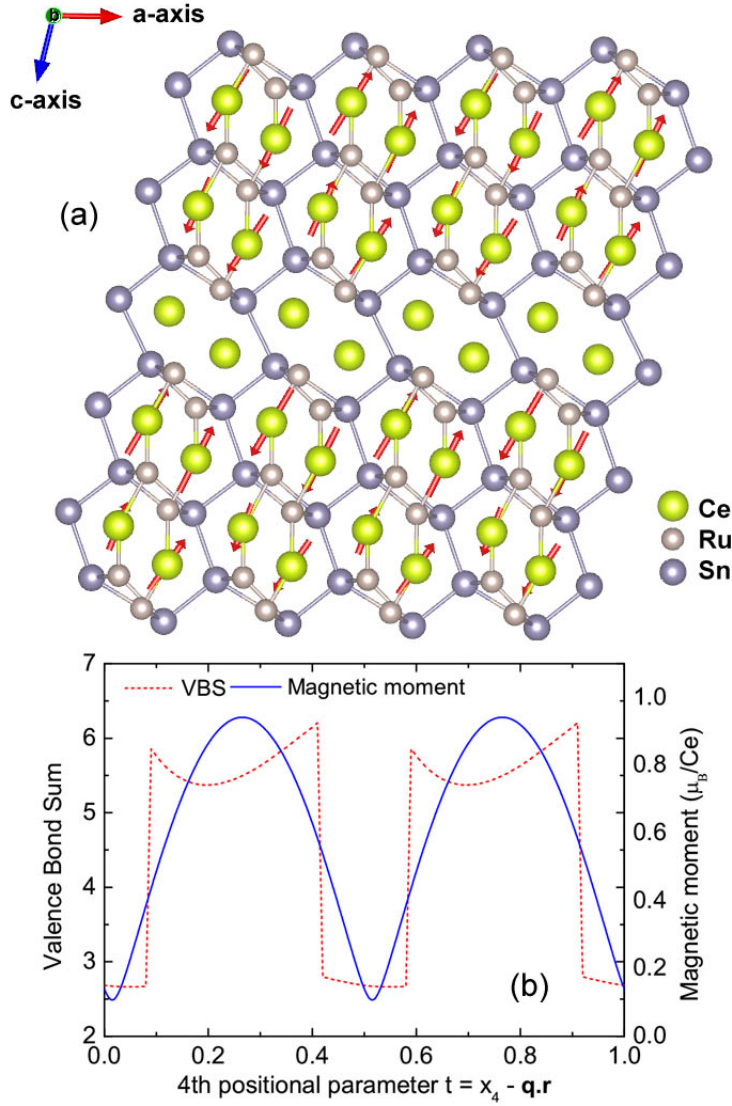 b
a-axis
c-axis
(a)
Ce
Ru
Sn
7
6
5
4
3
2
Valence Bond Sum
VBS
Magnetic moment
1.0
0.8
0.6
0.4
0.2
0.0
Magnetic moment (μB/Ce)
(b)
0.0 0.2 0.4 0.6 0.8 1.0
4th positional parameter t = x4 - q.r